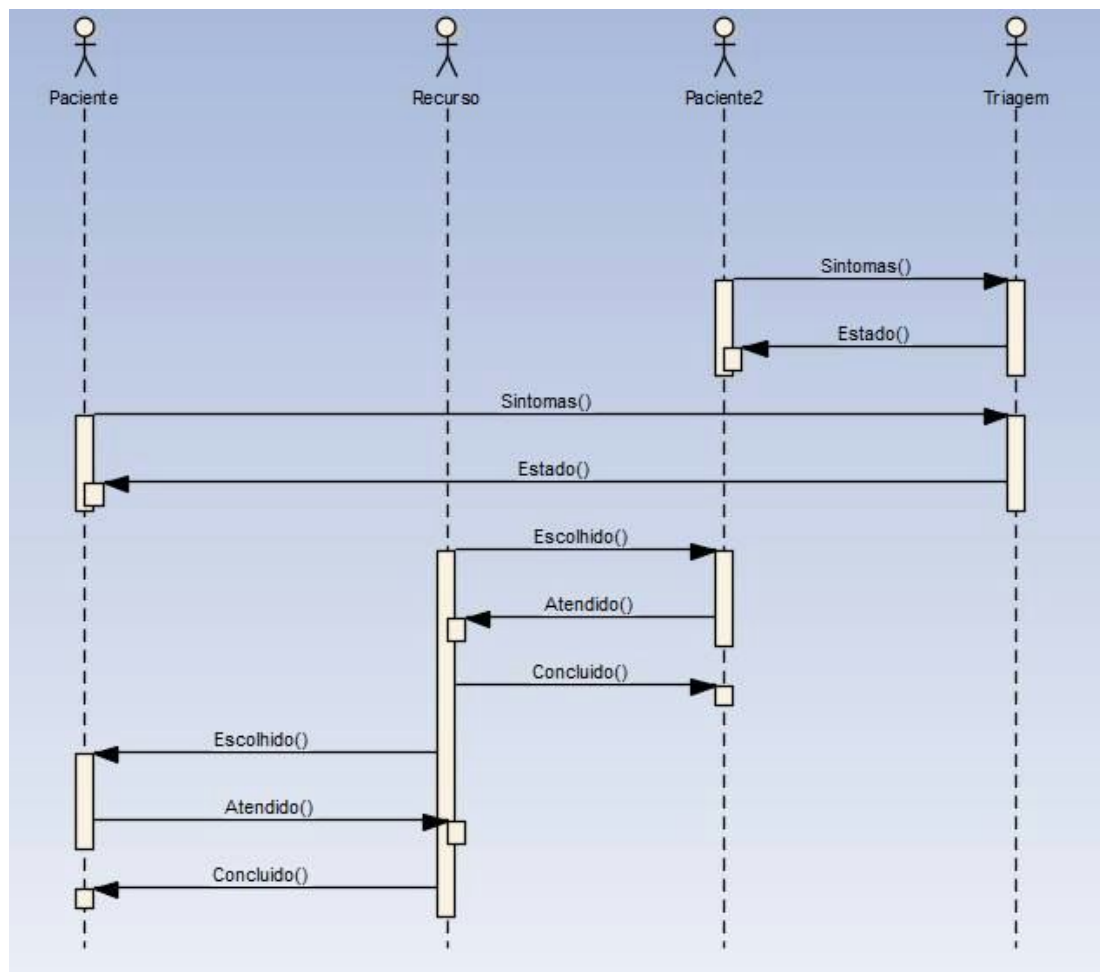 Paciente
Recurso
Paciente2
Triagem
Sintomas()
Estado()
Sintomas()
Estado()
Escolhido()
Atendido()
Concluido()
Escolhido()
Atendido()
Concluido()